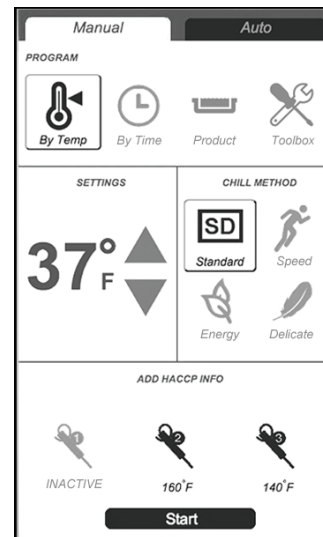 Manual Auto
PROGRAM
By Temp By Time Product Toolbox
SETTINGS CHILL METHOD
37°F
SD
Standard Speed
Energy Delicate
ADD HACCP INFO
1 2 3
INACTIVE 160°F 140°F
Start